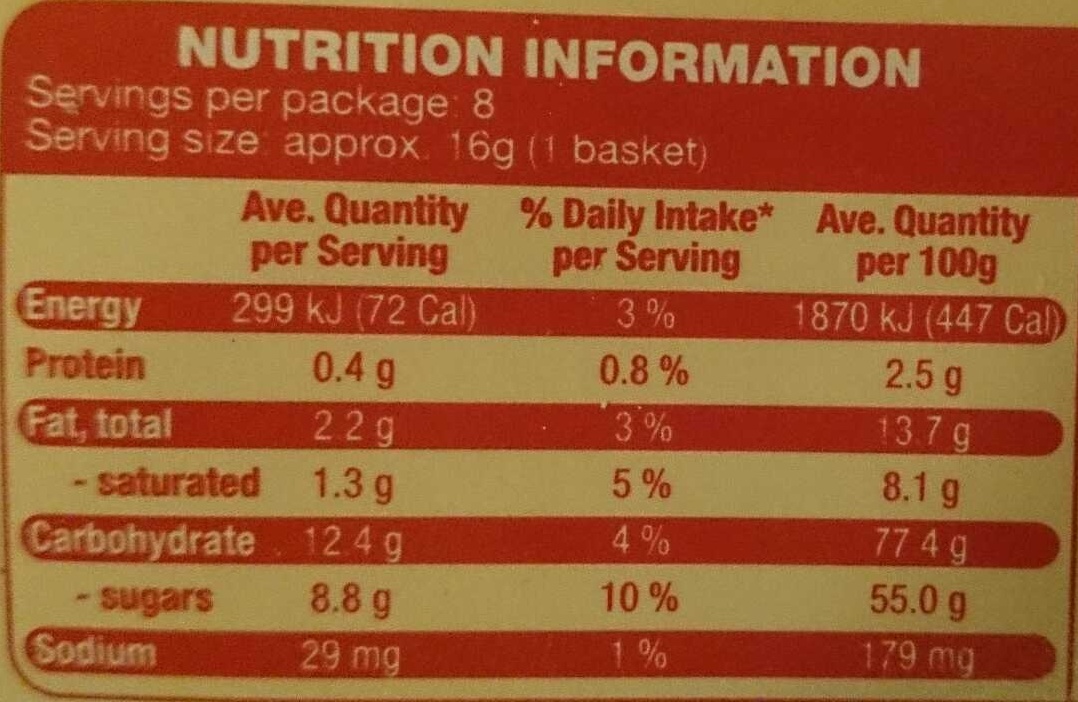 NUTRITION INFORMATION
Servings per package: 8
Serving size: approx. 16g (1 basket)
Ave. Quantity % Daily Intake* Ave. Quantity
per Serving per Serving per 100g
Energy 299 kJ (72 Cal) 3 % 1870 kJ (447 Cal)
Protein 0.4 g 0.8 % 2.5 g
Fat, total 2.2 g 3 % 13.7 g
- saturated 1.3 g 5 % 8.1 g
Carbohydrate 12.4 g 4 % 77.4 g
- sugars 8.8 g 10 % 55.0 g
Sodium 29 mg 1 % 179 mg